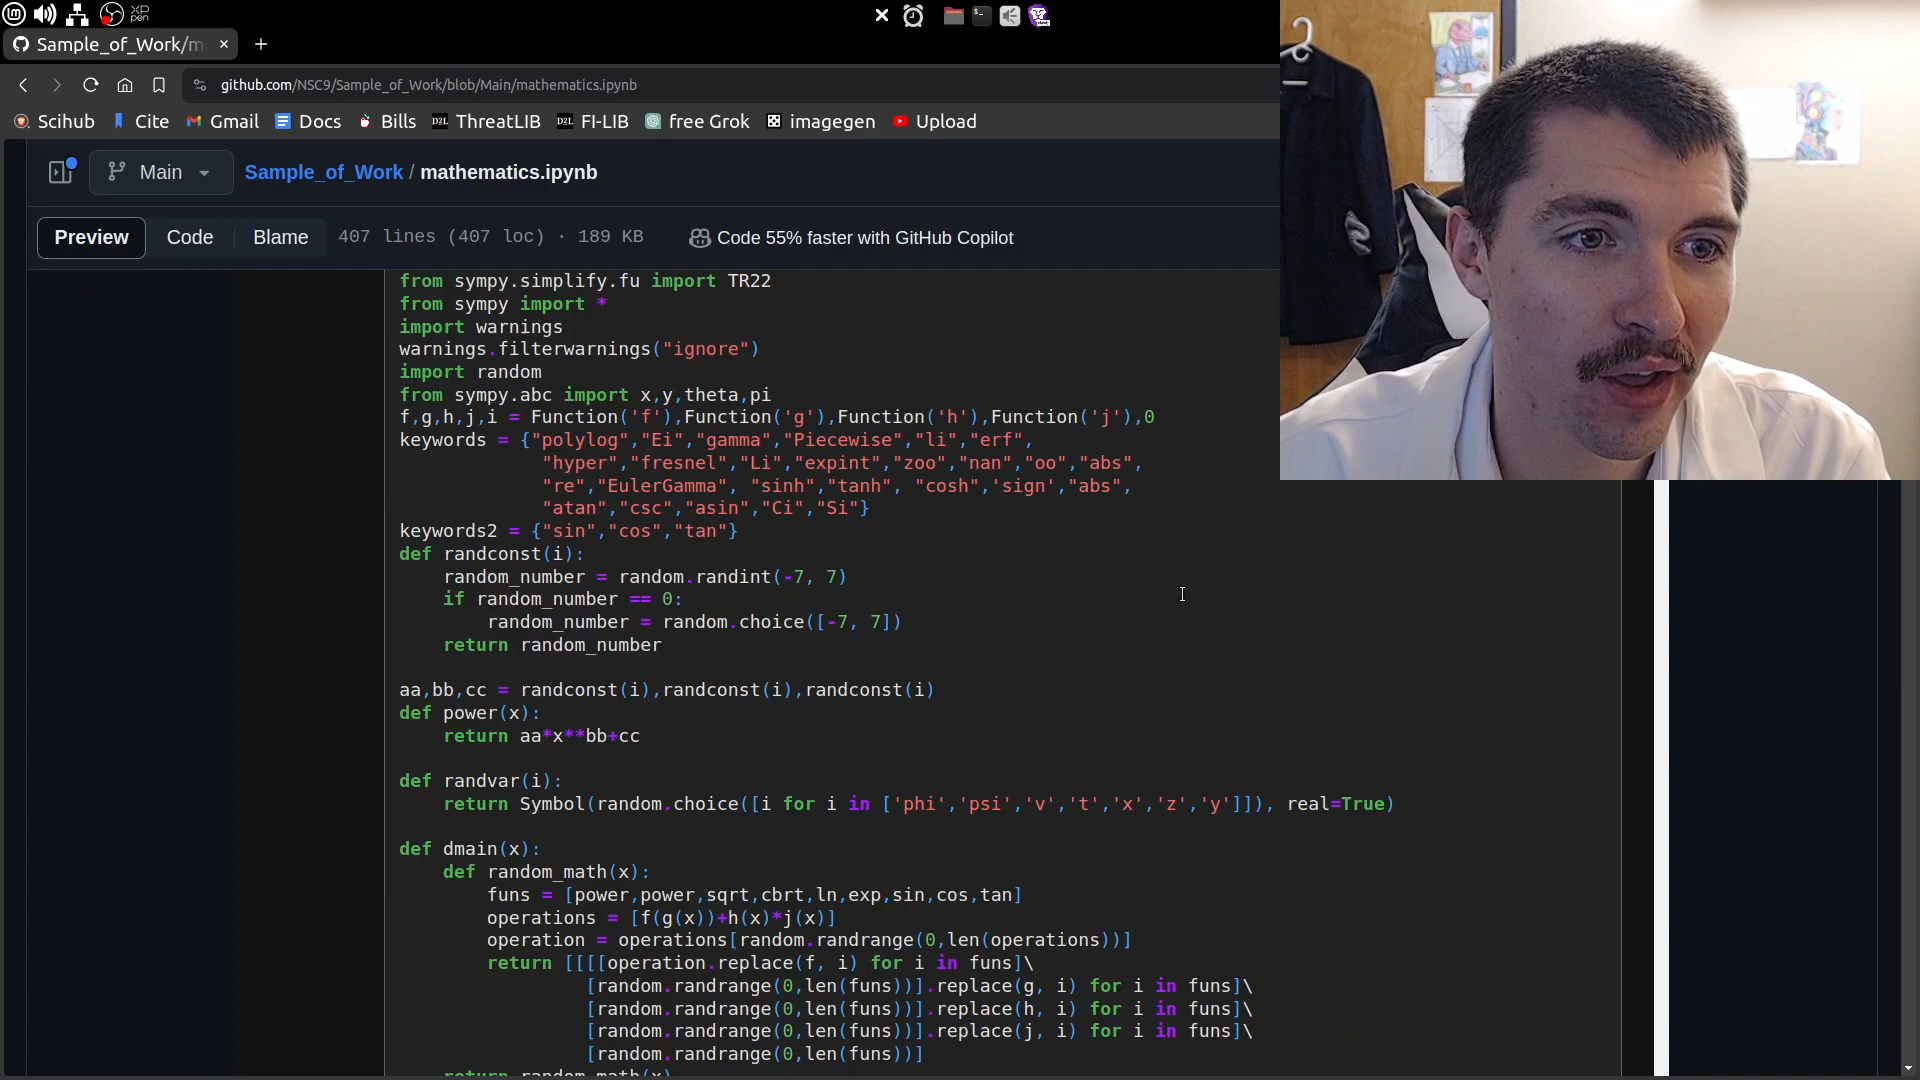 Sample_of_Work/m
github.com/NSC9/Sample_of_Work/blob/Main/mathematics.ipynb
Scihub Cite Gmail Docs Bills D2L ThreatLIB D2L FI-LIB free Grok imagegen Upload
Main Sample_of_Work / mathematics.ipynb
Preview Code Blame 407 lines (407 loc) · 189 KB Code 55% faster with GitHub Copilot
from sympy.simplify.fu import TR22
from sympy import *
import warnings
warnings.filterwarnings("ignore")
import random
from sympy.abc import x,y,theta,pi
f,g,h,j,i = Function('f'),Function('g'),Function('h'),Function('j'),0
keywords = {"polylog","Ei","gamma","Piecewise","li","erf",
"hyper","fresnel","Li","expint","zoo","nan","oo","abs",
"re","EulerGamma", "sinh","tanh", "cosh",'sign',"abs",
"atan","csc","asin","Ci","Si"}
keywords2 = {"sin","cos","tan"}
def randconst(i):
random_number = random.randint(-7, 7)
if random_number == 0:
random_number = random.choice([-7, 7])
return random_number
aa,bb,cc = randconst(i),randconst(i),randconst(i)
def power(x):
return aa*x**bb+cc
def randvar(i):
return Symbol(random.choice([i for i in ['phi','psi','v','t','x','z','y']]), real=True)
def dmain(x):
def random_math(x):
funs = [power,power,sqrt,cbrt,ln,exp,sin,cos,tan]
operations = [f(g(x))+h(x)*j(x)]
operation = operations[random.randrange(0,len(operations))]
return [[[[operation.replace(f, i) for i in funs]\
[random.randrange(0,len(funs))].replace(g, i) for i in funs]\
[random.randrange(0,len(funs))].replace(h, i) for i in funs]\
[random.randrange(0,len(funs))].replace(j, i) for i in funs]\
[random.randrange(0,len(funs))]
return random_math(x)